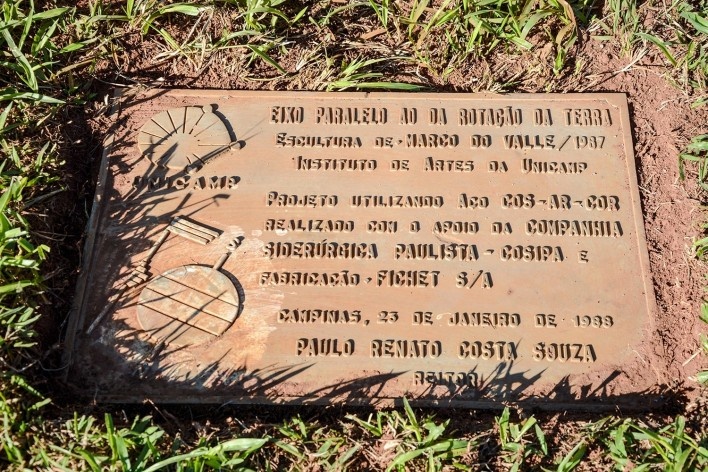 EIXO PARALELO AO DA ROTAÇÃO DA TERRA
ESCULTURA DE - MARCO DO VALLE/1987
INSTITUTO DE ARTES DA UNICAMP
UNICAMP
PROJETO UTILIZANDO AÇO COS-AR-COR
REALIZADO COM O APOIO DA COMPANHIA
SIDERÚRGICA PAULISTA - COSIPA E
FABRICAÇÃO - FICHET S/A
CAMPINAS, 23 DE JANEIRO DE 1988
PAULO RENATO COSTA SOUZA
REITOR